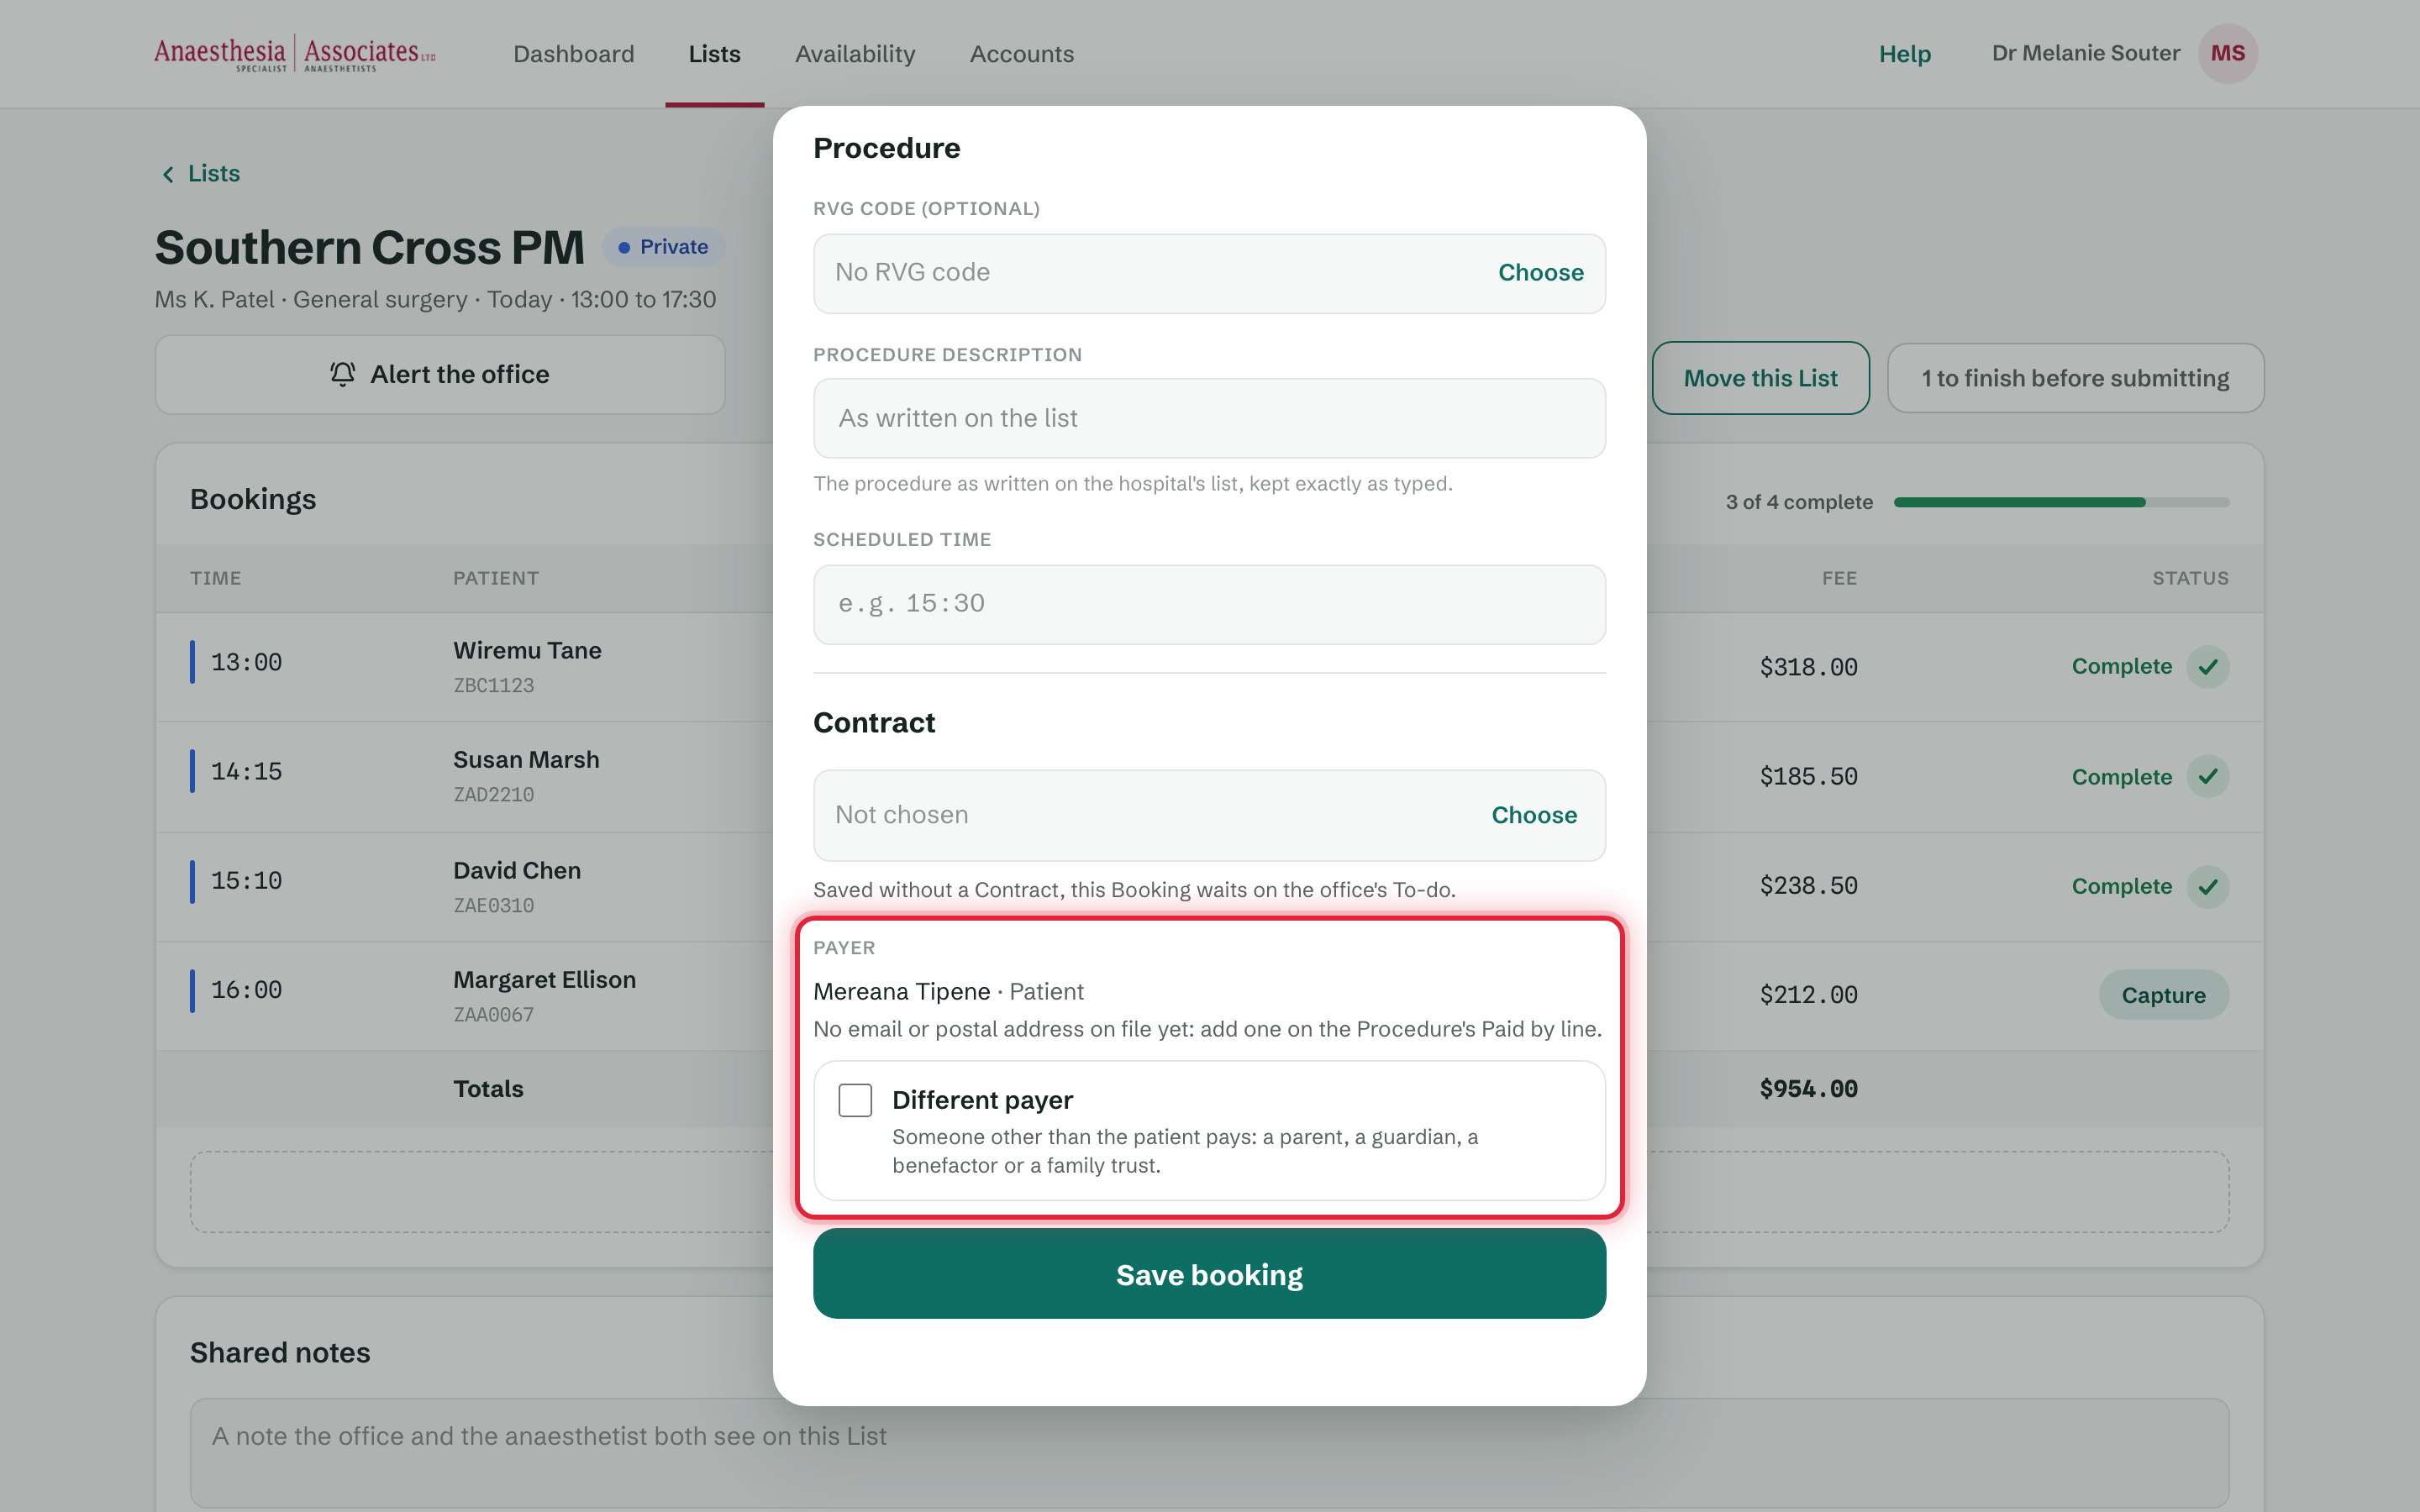 Anaesthesia Associates LTD
SPECIALIST ANAESTHETISTS
Dashboard
Lists
Availability
Accounts
Help
Dr Melanie Souter
MS
Lists
Southern Cross PM
Private
Ms K. Patel · General surgery · Today · 13:00 to 17:30
Alert the office
Move this List
1 to finish before submitting
Bookings
3 of 4 complete
TIME
PATIENT
FEE
STATUS
13:00
Wiremu Tane
ZBC1123
$318.00
Complete
14:15
Susan Marsh
ZAD2210
$185.50
Complete
15:10
David Chen
ZAE0310
$238.50
Complete
16:00
Margaret Ellison
ZAA0067
$212.00
Capture
Totals
$954.00
Shared notes
A note the office and the anaesthetist both see on this List
Procedure
RVG CODE (OPTIONAL)
No RVG code
Choose
PROCEDURE DESCRIPTION
As written on the list
The procedure as written on the hospital's list, kept exactly as typed.
SCHEDULED TIME
e.g. 15:30
Contract
Not chosen
Choose
Saved without a Contract, this Booking waits on the office's To-do.
PAYER
Mereana Tipene · Patient
No email or postal address on file yet: add one on the Procedure's Paid by line.
Different payer
Someone other than the patient pays: a parent, a guardian, a
benefactor or a family trust.
Save booking